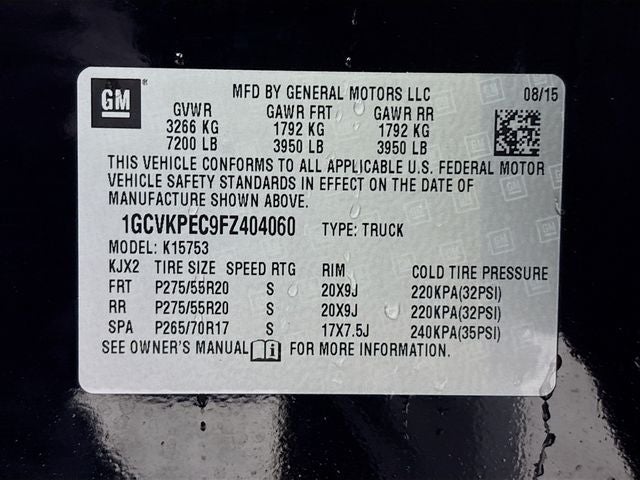 GM MFD BY GENERAL MOTORS LLC 08/15
GVWR GAWR FRT GAWR RR
3266 KG 1792 KG 1792 KG
7200 LB 3950 LB 3950 LB
THIS VEHICLE CONFORMS TO ALL APPLICABLE U.S. FEDERAL MOTOR
VEHICLE SAFETY STANDARDS IN EFFECT ON THE DATE OF
MANUFACTURE SHOWN ABOVE.
1GCVKPEC9FZ404060 TYPE: TRUCK
MODEL: K15753
KJX2 TIRE SIZE SPEED RTG RIM COLD TIRE PRESSURE
FRT P275/55R20 S 20X9J 220KPA(32PSI)
RR P275/55R20 S 20X9J 220KPA(32PSI)
SPA P265/70R17 S 17X7.5J 240KPA(35PSI)
SEE OWNER'S MANUAL FOR MORE INFORMATION.